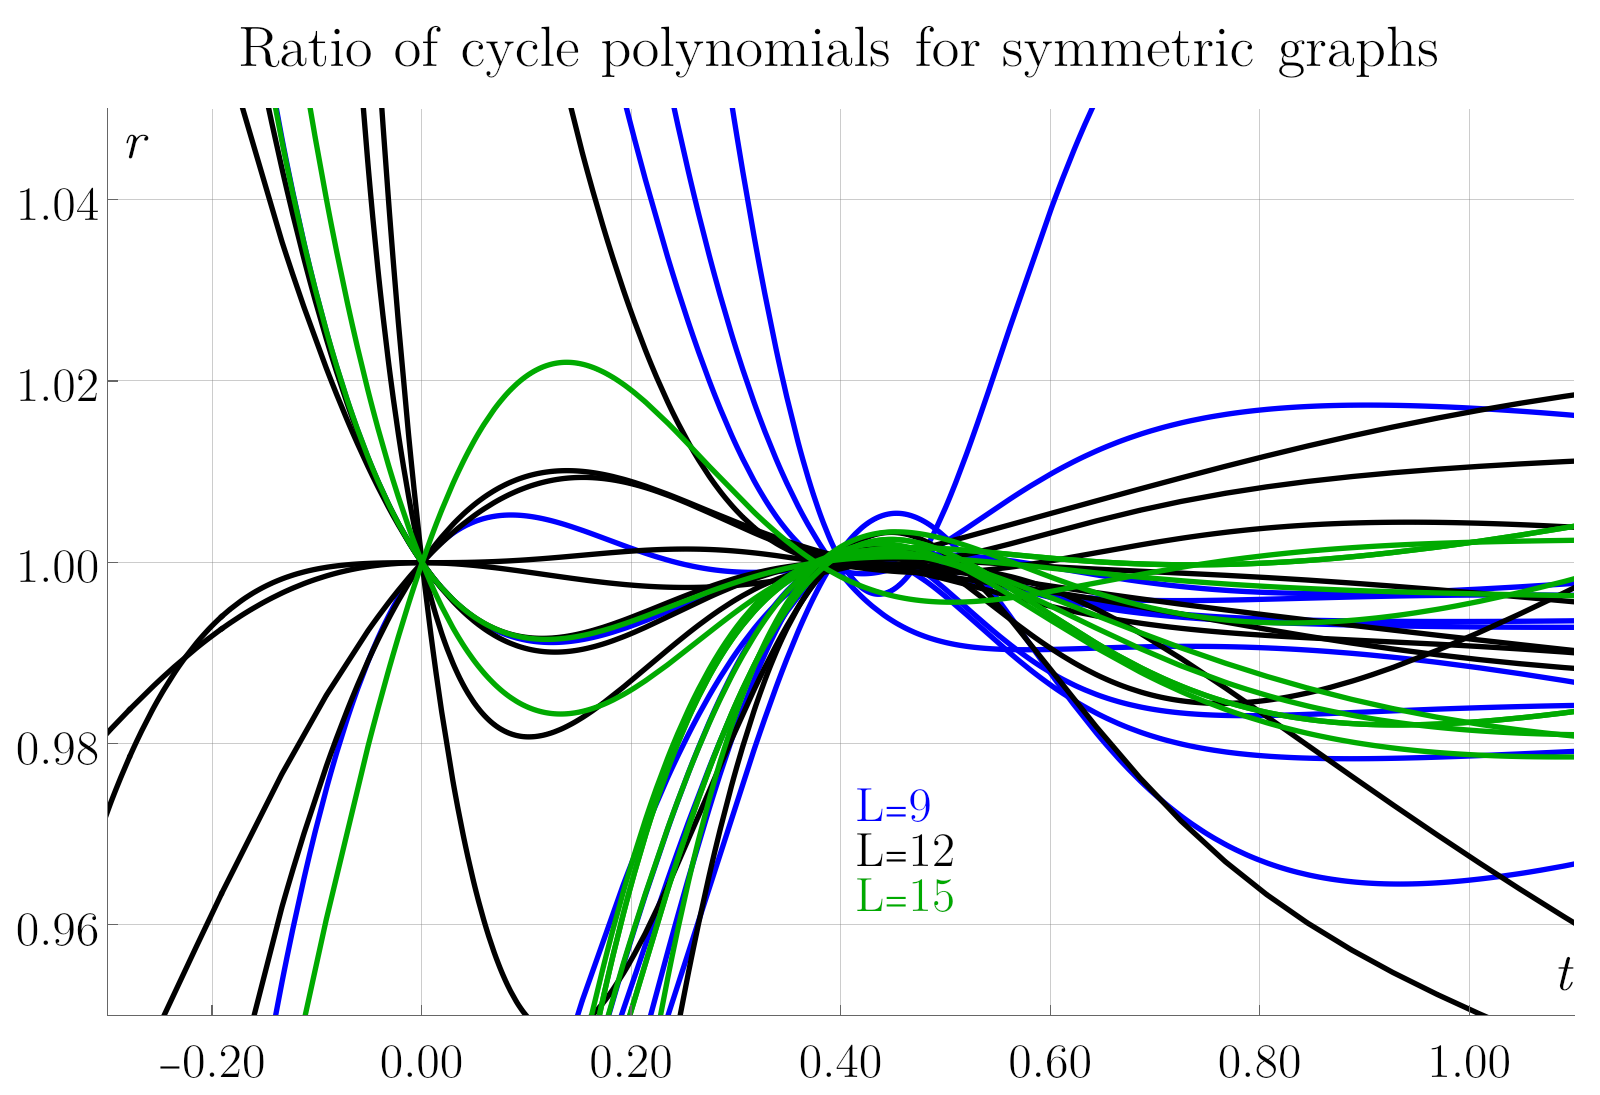 Ratio of cycle polynomials for symmetric graphs
r
1.04
1.02
1.00
0.98
0.96
L=9
L=12
L=15
t
-0.20 0.00 0.20 0.40 0.60 0.80 1.00